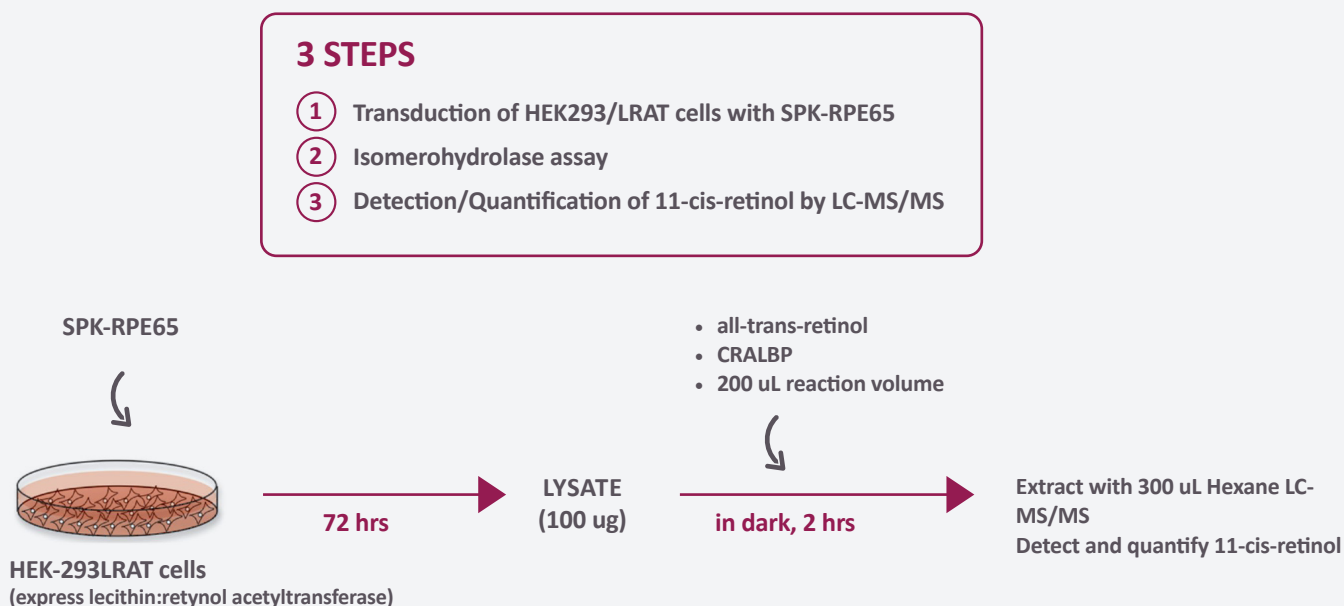 3 STEPS
1 Transduction of HEK293/LRAT cells with SPK-RPE65
2 Isomerohydrolase assay
3 Detection/Quantification of 11-cis-retinol by LC-MS/MS
SPK-RPE65
• all-trans-retinol
• CRALBP
• 200 uL reaction volume
72 hrs
LYSATE
(100 ug)
in dark, 2 hrs
Extract with 300 uL Hexane LC-
MS/MS
Detect and quantify 11-cis-retinol
HEK-293LRAT cells
(express lecithin:retynol acetyltransferase)